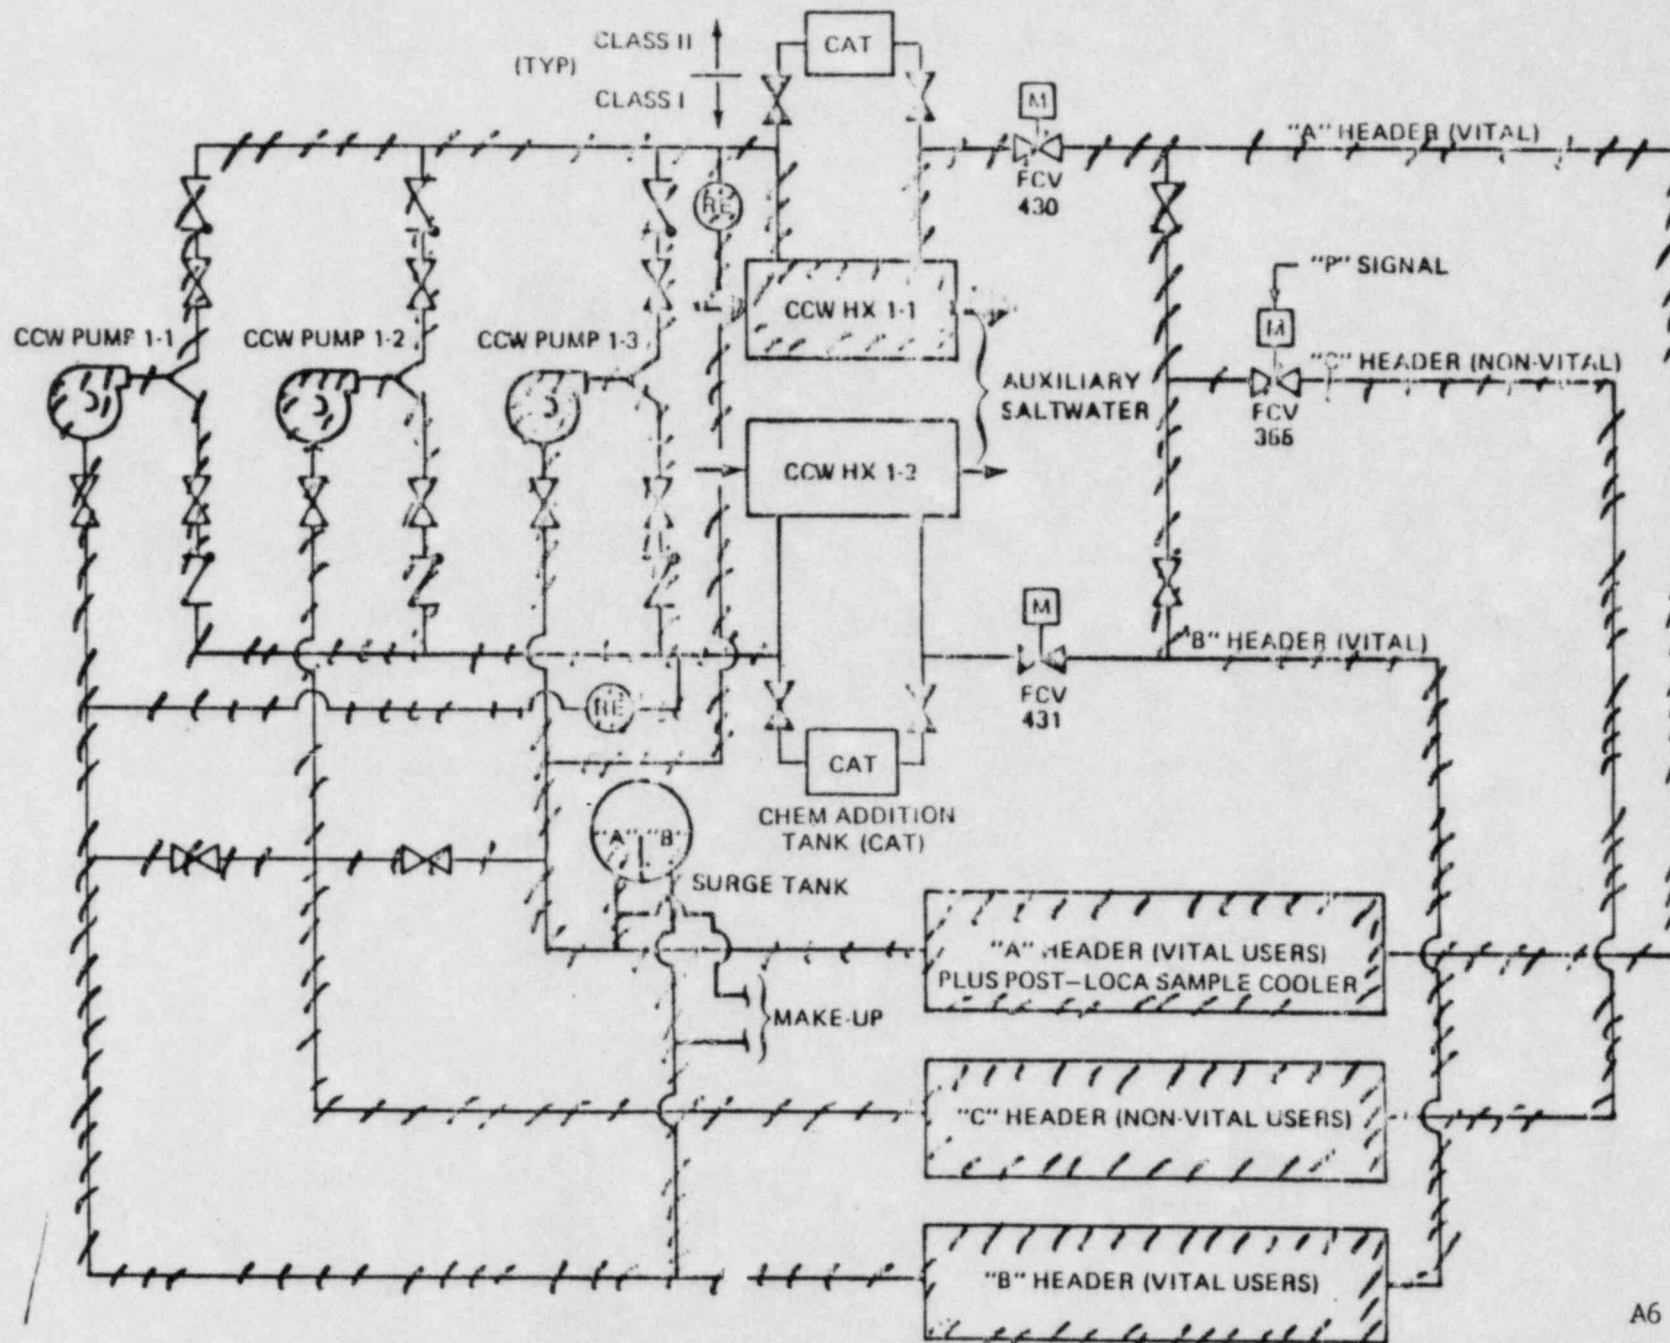 CLASS II
(TYP)
CLASS I
CAT
M
"A" HEADER (VITAL)
FCV
430
RE
"P" SIGNAL
CCW PUMP 1-1
CCW PUMP 1-2
CCW PUMP 1-3
CCW HX 1-1
M
"C" HEADER (NON-VITAL)
AUXILIARY
SALTWATER
FCV
CCW HX 1-2
M
"B" HEADER (VITAL)
RE
FCV
431
CAT
CHEM ADDITION
TANK (CAT)
"A" "B"
SURGE TANK
"A" HEADER (VITAL USERS)
PLUS POST-LOCA SAMPLE COOLER
MAKE-UP
"C" HEADER (NON-VITAL USERS)
"B" HEADER (VITAL USERS)
A6